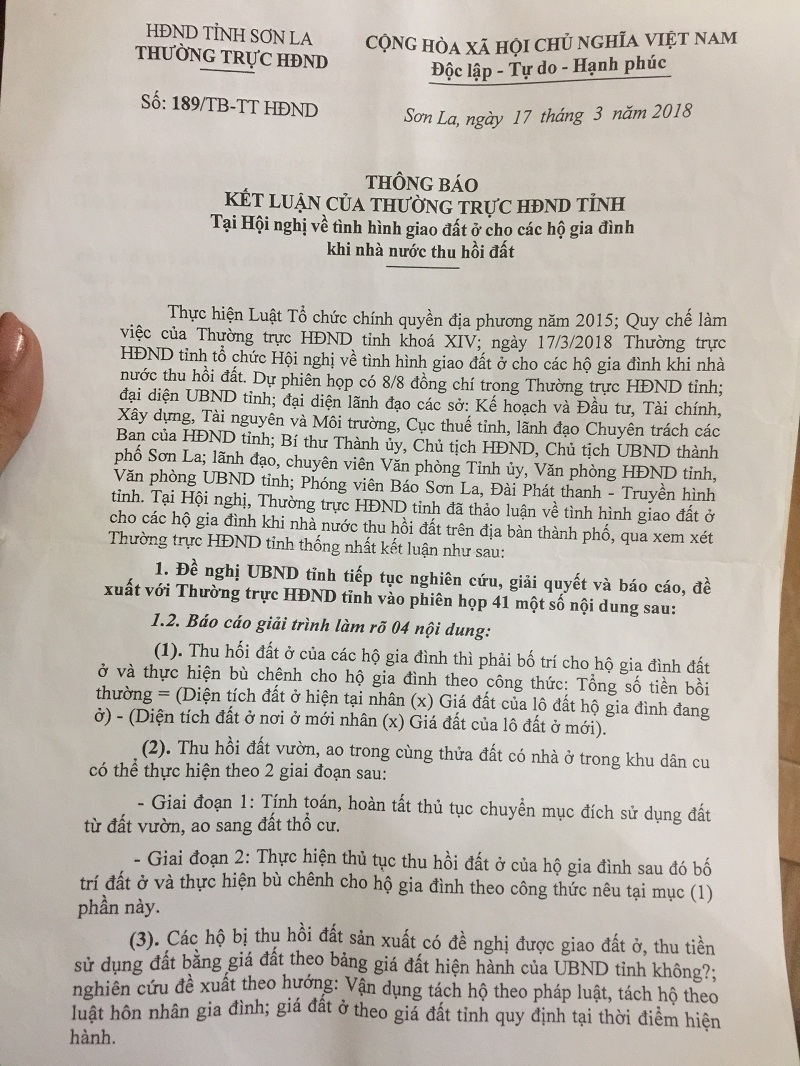 HĐND TỈNH SƠN LA
THƯỜNG TRỰC HĐND
CỘNG HÒA XÃ HỘI CHỦ NGHĨA VIỆT NAM
Độc lập - Tự do - Hạnh phúc
Số: 189/TB-TT HĐND
Sơn La, ngày 17 tháng 3 năm 2018
THÔNG BÁO
KẾT LUẬN CỦA THƯỜNG TRỰC HĐND TỈNH
Tại Hội nghị về tình hình giao đất ở cho các hộ gia đình
khi nhà nước thu hồi đất
Thực hiện Luật Tổ chức chính quyền địa phương năm 2015; Quy chế làm
việc của Thường trực HĐND tỉnh khoá XIV; ngày 17/3/2018 Thường trực
HĐND tỉnh tổ chức Hội nghị về tình hình giao đất ở cho các hộ gia đình khi nhà
nước thu hồi đất. Dự phiên họp có 8/8 đồng chí trong Thường trực HĐND tỉnh;
đại diện UBND tỉnh; đại diện lãnh đạo các sở: Kế hoạch và Đầu tư, Tài chính,
Xây dựng, Tài nguyên và Môi trường, Cục thuế tỉnh, lãnh đạo Chuyên trách các
Ban của HĐND tỉnh; Bí thư Thành ủy, Chủ tịch HĐND, Chủ tịch UBND thành
phố Sơn La; lãnh đạo, chuyên viên Văn phòng Tỉnh ủy, Văn phòng HĐND tỉnh,
Văn phòng UBND tỉnh; Phóng viên Báo Sơn La, Đài Phát thanh - Truyền hình
tỉnh. Tại Hội nghị, Thường trực HĐND tỉnh đã thảo luận về tình hình giao đất ở
cho các hộ gia đình khi nhà nước thu hồi đất trên địa bàn thành phố, qua xem xét
Thường trực HĐND tỉnh thống nhất kết luận như sau:
1. Đề nghị UBND tỉnh tiếp tục nghiên cứu, giải quyết và báo cáo, đề
xuất với Thường trực HĐND tỉnh vào phiên họp 41 một số nội dung sau:
1.2. Báo cáo giải trình làm rõ 04 nội dung:
(1). Thu hối đất ở của các hộ gia đình thì phải bố trí cho hộ gia đình đất
ở và thực hiện bù chênh cho hộ gia đình theo công thức: Tổng số tiền bồi
thường = (Diện tích đất ở hiện tại nhân (x) Giá đất của lô đất hộ gia đình đang
ở) - (Diện tích đất ở nơi ở mới nhân (x) Giá đất của lô đất ở mới).
(2). Thu hồi đất vườn, ao trong cùng thửa đất có nhà ở trong khu dân cu
có thể thực hiện theo 2 giai đoạn sau:
- Giai đoạn 1: Tính toán, hoàn tất thủ tục chuyển mục đích sử dụng đất
từ đất vườn, ao sang đất thổ cư.
- Giai đoạn 2: Thực hiện thủ tục thu hồi đất ở của hộ gia đình sau đó bố
trí đất ở và thực hiện bù chênh cho hộ gia đình theo công thức nêu tại mục (1)
phần này.
(3). Các hộ bị thu hồi đất sản xuất có đề nghị được giao đất ở, thu tiền
sử dụng đất bằng giá đất theo bảng giá đất hiện hành của UBND tỉnh không?;
nghiên cứu đề xuất theo hướng: Vận dụng tách hộ theo pháp luật, tách hộ theo
luật hôn nhân gia đình; giá đất ở theo giá đất tỉnh quy định tại thời điểm hiện
hành.